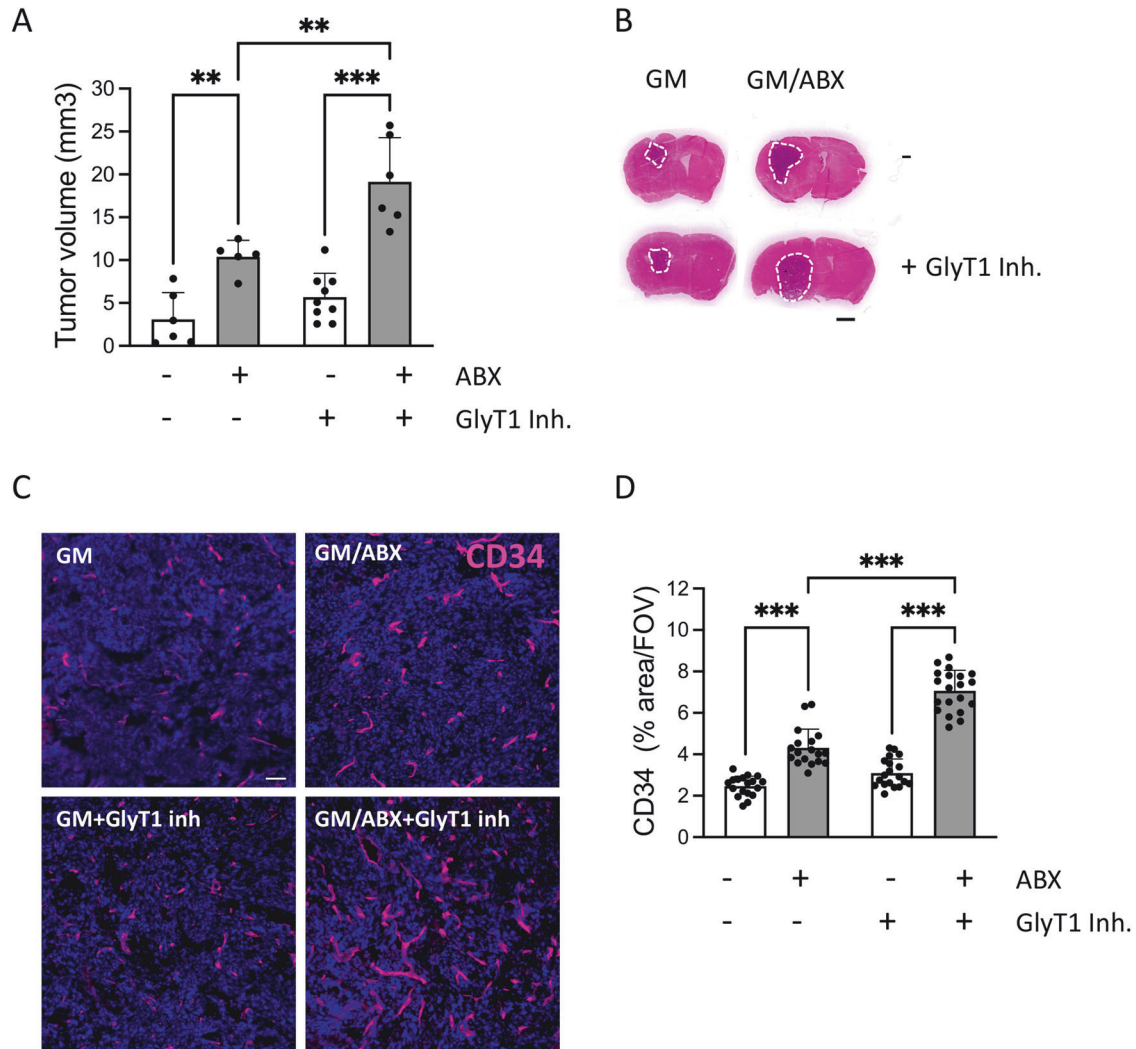 A
** 
** ***
Tumor volume (mm3)
30
25
20
15
10
5
0
- + - + ABX
- - + + GlyT1 Inh.
B
GM GM/ABX
-
+ GlyT1 Inh.
C
GM
GM/ABX CD34
GM+GlyT1 inh
GM/ABX+GlyT1 inh
D
***
*** ***
CD34 (% area/FOV)
12
10
8
6
4
2
0
- + - + ABX
- - + + GlyT1 Inh.